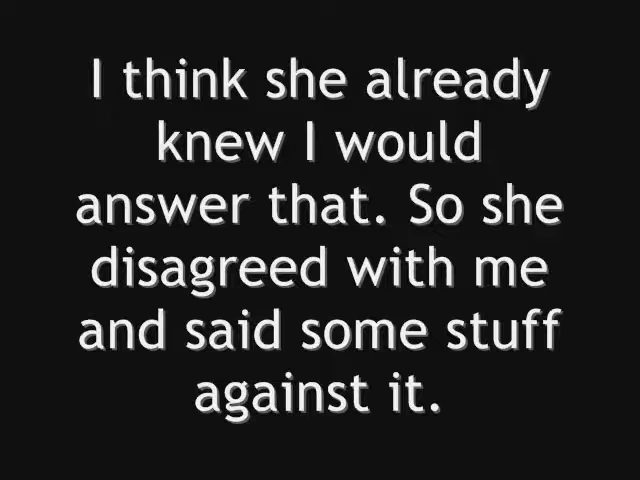 I think she already
knew I would
answer that. So she
disagreed with me
and said some stuff
against it.